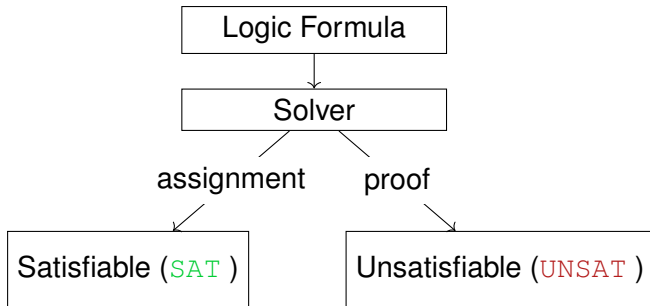 Logic Formula
Solver
assignment
proof
Satisfiable (SAT )
Unsatisfiable (UNSAT )